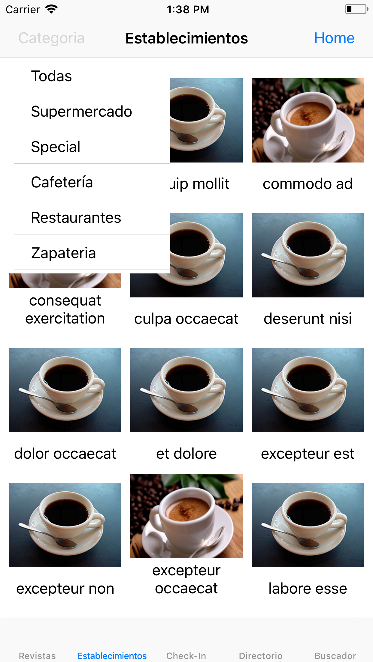 Carrier 1:38 PM
Categoria Establecimientos Home
Todas
Supermercado
Special
Cafetería
Restaurantes
Zapateria
uip mollit commodo ad
consequat
exercitation culpa occaecat deserunt nisi
dolor occaecat et dolore excepteur est
excepteur non excepteur
occaecat labore esse
Revistas Establecimientos Check-In Directorio Buscador